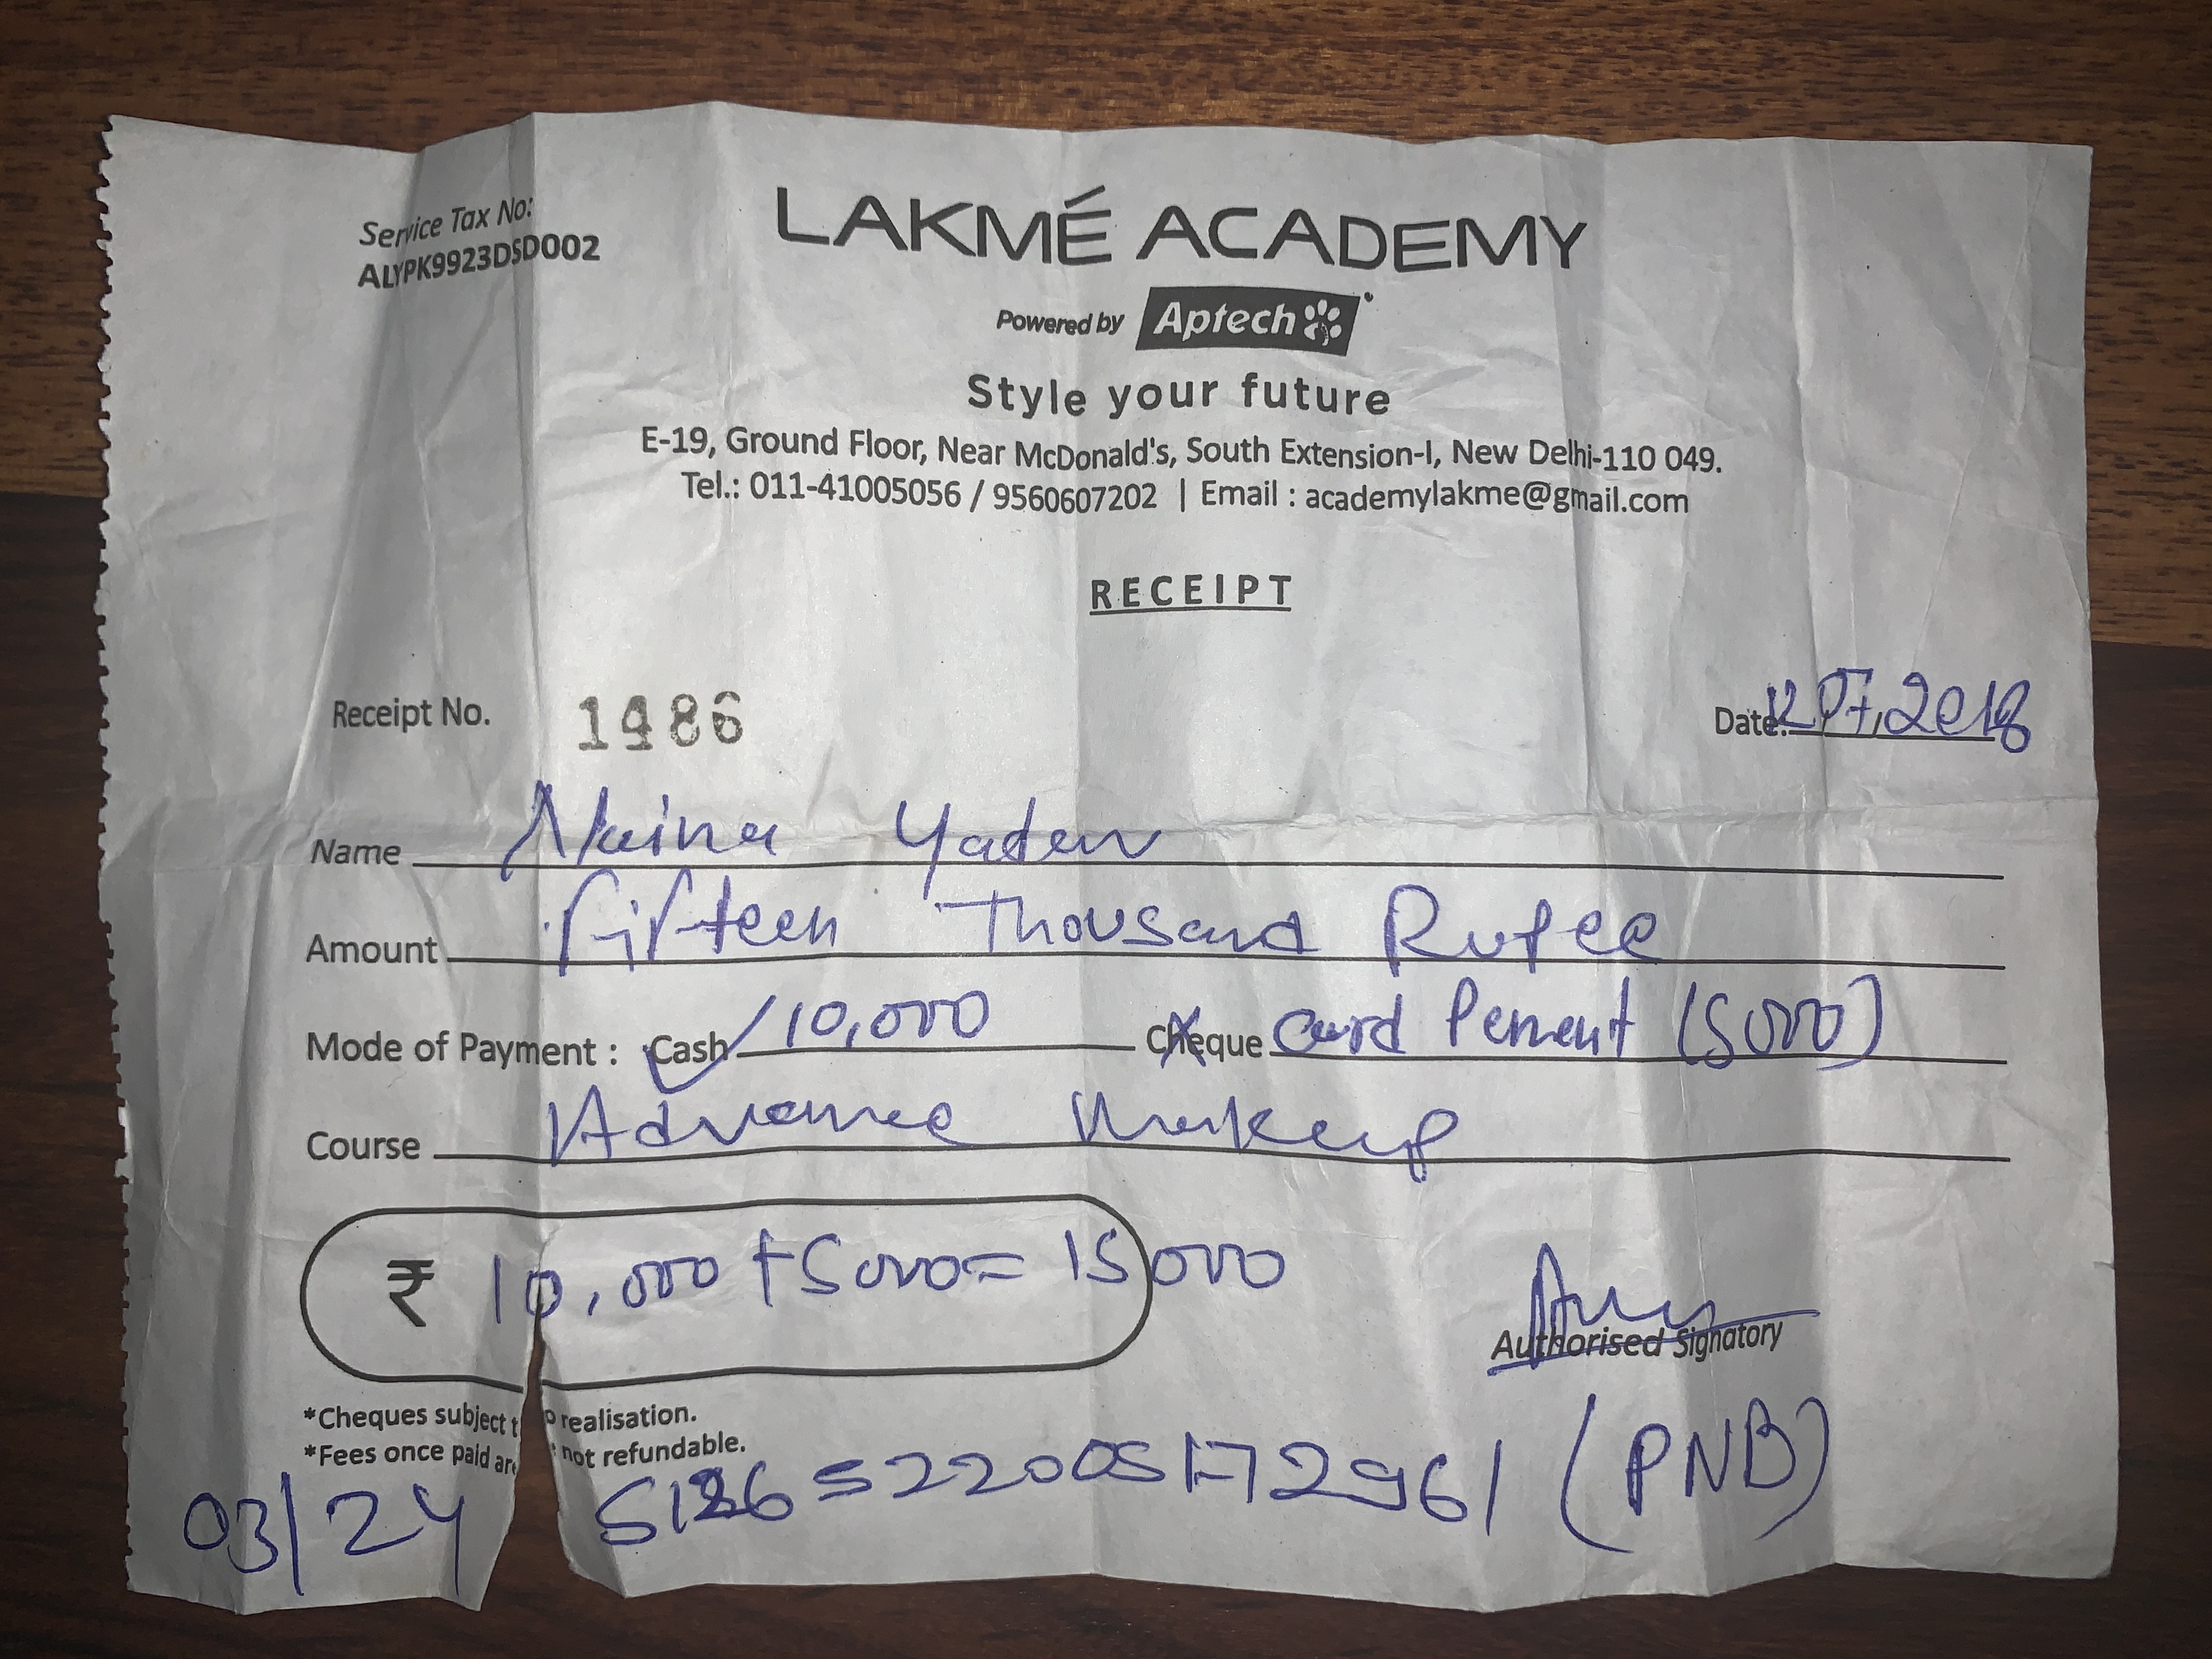 Service Tax No:
ALYPK9923DSD002
LAKMÉ ACADEMY
Powered by Aptech
Style your future
E-19, Ground Floor, Near McDonald's, South Extension-I, New Delhi-110 049.
Tel.: 011-41005056 / 9560607202 | Email : academylakme@gmail.com
RECEIPT
Receipt No. 1486
Date: 12 07, 2018
Name Naina Yadav
Amount Fifteen Thousand Rupee
Mode of Payment : Cash 10,000 Cheque Card Pement (5000)
Course Advance Makeup
₹ 10,000 + 5000 = 15000
Authorised Signatory
*Cheques subject to realisation.
*Fees once paid are not refundable.
03/24 (PNB)